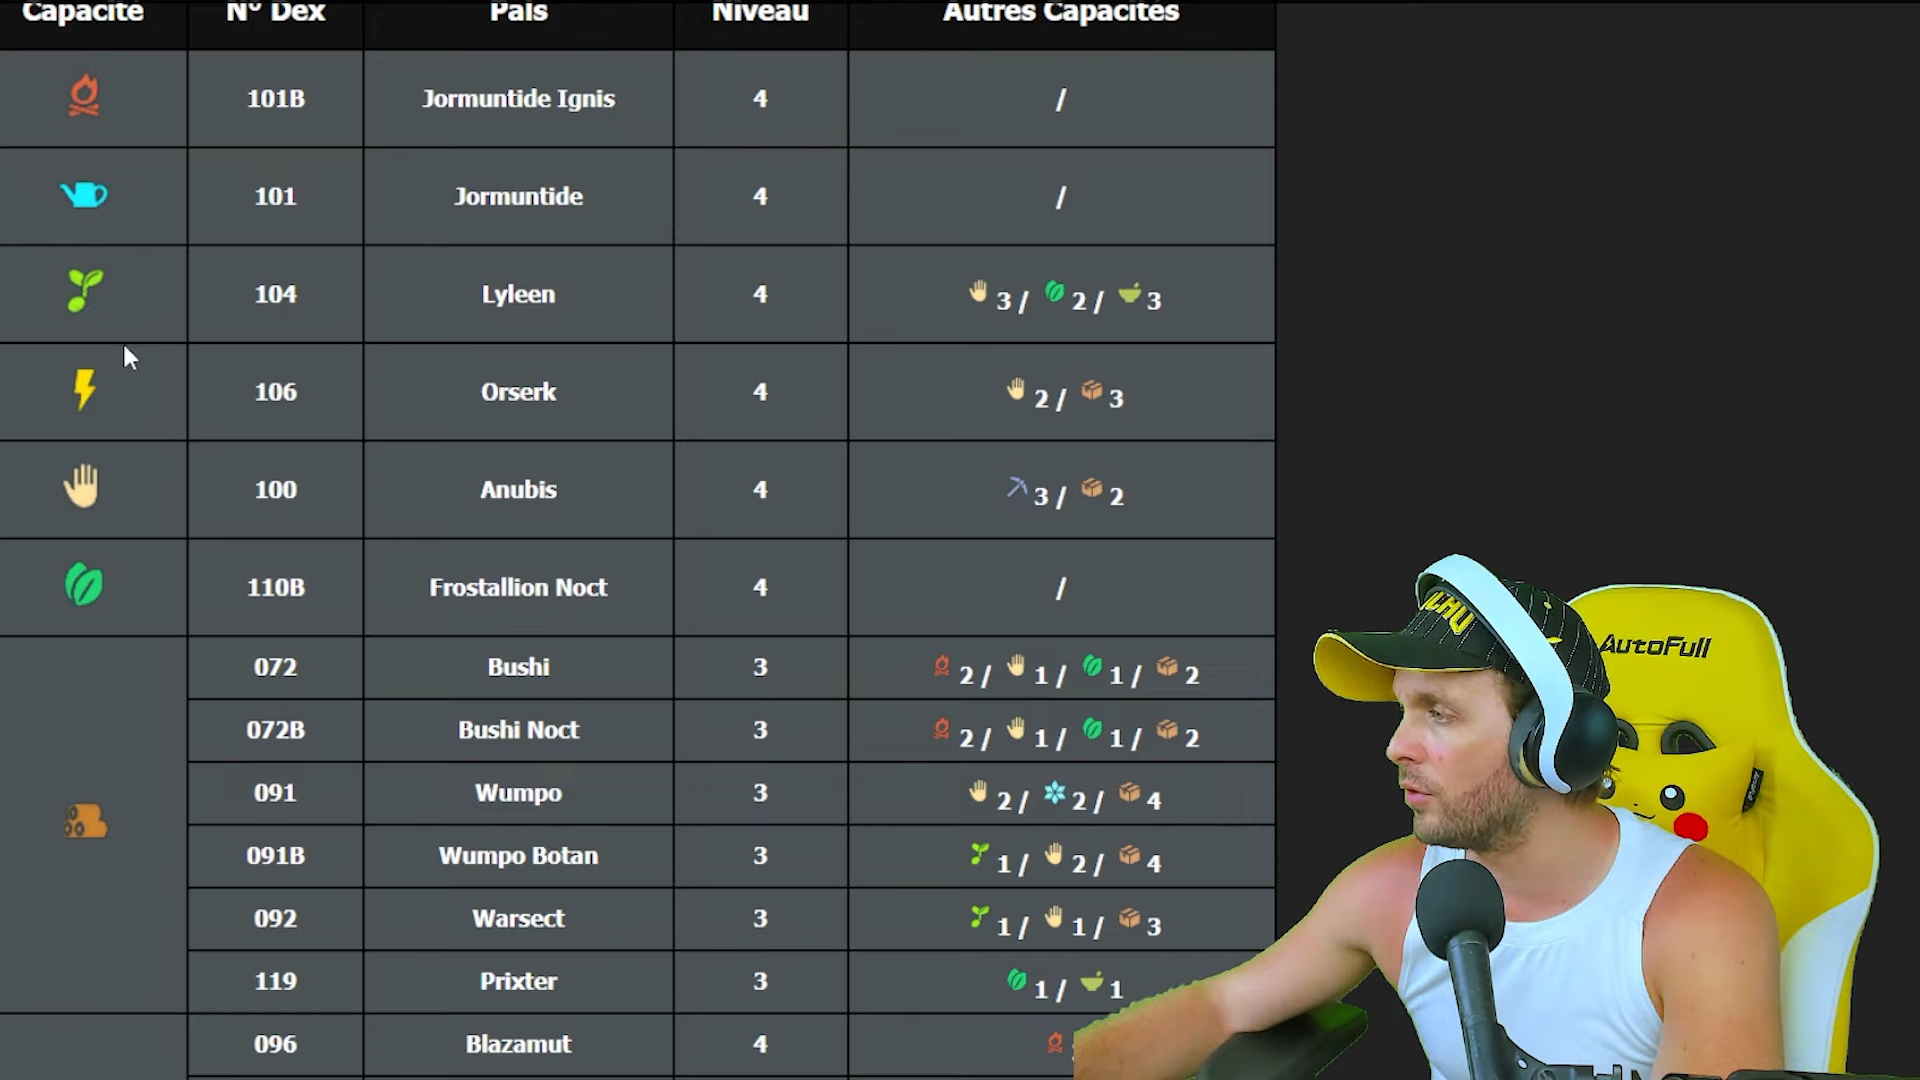 Capacité N° Dex Pals Niveau Autres Capacités
101B Jormuntide Ignis 4 /
101 Jormuntide 4 /
104 Lyleen 4 3 / 2 / 3
106 Orserk 4 2 / 3
100 Anubis 4 3 / 2
110B Frostallion Noct 4 /
072 Bushi 3 2 / 1 / 1 / 2
072B Bushi Noct 3 2 / 1 / 1 / 2
091 Wumpo 3 2 / 2 / 4
091B Wumpo Botan 3 1 / 2 / 4
092 Warsect 3 1 / 1 / 3
119 Prixter 3 1 / 1
096 Blazamut 4
AutoFull